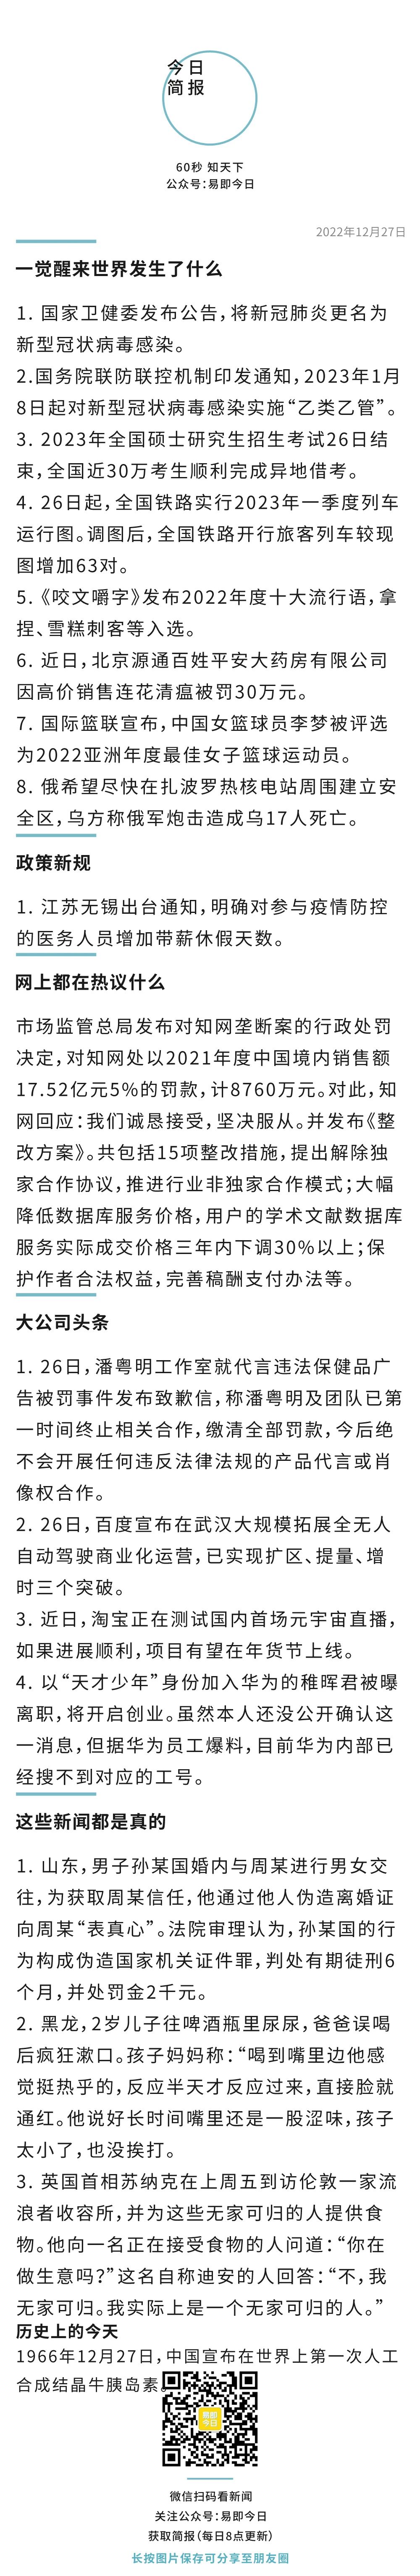 今日
简报
60秒 知天下
公众号：易即今日
2022年12月27日
一觉醒来世界发生了什么
1. 国家卫健委发布公告，将新冠肺炎更名为
新型冠状病毒感染。
2.国务院联防联控机制印发通知，2023年1月
8日起对新型冠状病毒感染实施“乙类乙管”。
3. 2023年全国硕士研究生招生考试26日结
束，全国近30万考生顺利完成异地借考。
4. 26日起，全国铁路实行2023年一季度列车
运行图。调图后，全国铁路开行旅客列车较现
图增加63对。
5.《咬文嚼字》发布2022年度十大流行语，拿
捏、雪糕刺客等入选。
6. 近日，北京源通百姓平安大药房有限公司
因高价销售连花清瘟被罚30万元。
7. 国际篮联宣布，中国女篮球员李梦被评选
为2022亚洲年度最佳女子篮球运动员。
8. 俄希望尽快在扎波罗热核电站周围建立安
全区，乌方称俄军炮击造成乌17人死亡。
政策新规
1. 江苏无锡出台通知，明确对参与疫情防控
的医务人员增加带薪休假天数。
网上都在热议什么
市场监管总局发布对知网垄断案的行政处罚
决定，对知网处以2021年度中国境内销售额
17.52亿元5%的罚款，计8760万元。对此，知
网回应：我们诚恳接受，坚决服从。并发布《整
改方案》。共包括15项整改措施，提出解除独
家合作协议，推进行业非独家合作模式；大幅
降低数据库服务价格，用户的学术文献数据库
服务实际成交价格三年内下调30%以上；保
护作者合法权益，完善稿酬支付办法等。
大公司头条
1. 26日，潘粤明工作室就代言违法保健品广
告被罚事件发布致歉信，称潘粤明及团队已第
一时间终止相关合作，缴清全部罚款，今后绝
不会开展任何违反法律法规的产品代言或肖
像权合作。
2. 26日，百度宣布在武汉大规模拓展全无人
自动驾驶商业化运营，已实现扩区、提量、增
时三个突破。
3. 近日，淘宝正在测试国内首场元宇宙直播，
如果进展顺利，项目有望在年货节上线。
4. 以“天才少年”身份加入华为的稚晖君被曝
离职，将开启创业。虽然本人还没公开确认这
一消息，但据华为员工爆料，目前华为内部已
经搜不到对应的工号。
这些新闻都是真的
1. 山东，男子孙某国婚内与周某进行男女交
往，为获取周某信任，他通过他人伪造离婚证
向周某“表真心”。法院审理认为，孙某国的行
为构成伪造国家机关证件罪，判处有期徒刑6
个月，并处罚金2千元。
2. 黑龙，2岁儿子往啤酒瓶里尿尿，爸爸误喝
后疯狂漱口。孩子妈妈称：“喝到嘴里边他感
觉挺热乎的，反应半天才反应过来，直接脸就
通红。他说好长时间嘴里还是一股涩味，孩子
太小了，也没挨打。
3. 英国首相苏纳克在上周五到访伦敦一家流
浪者收容所，并为这些无家可归的人提供食
物。他向一名正在接受食物的人问道：“你在
做生意吗?”这名自称迪安的人回答：“不，我
无家可归。我实际上是一个无家可归的人。”
历史上的今天
1966年12月27日，中国宣布在世界上第一次人工
合成结晶牛胰岛素。
易即
今日
微信扫码看新闻
关注公众号：易即今日
获取简报（每日8点更新）
长按图片保存可分享至朋友圈